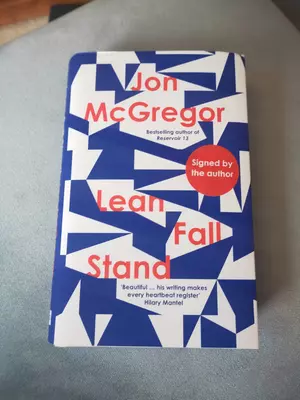 Jon
McGregor
Bestselling author of
Reservoir 13
Signed by
the author
Lean
Fall
Stand
'Beautiful ... his writing makes
every heartbeat register'
Hilary Mantel